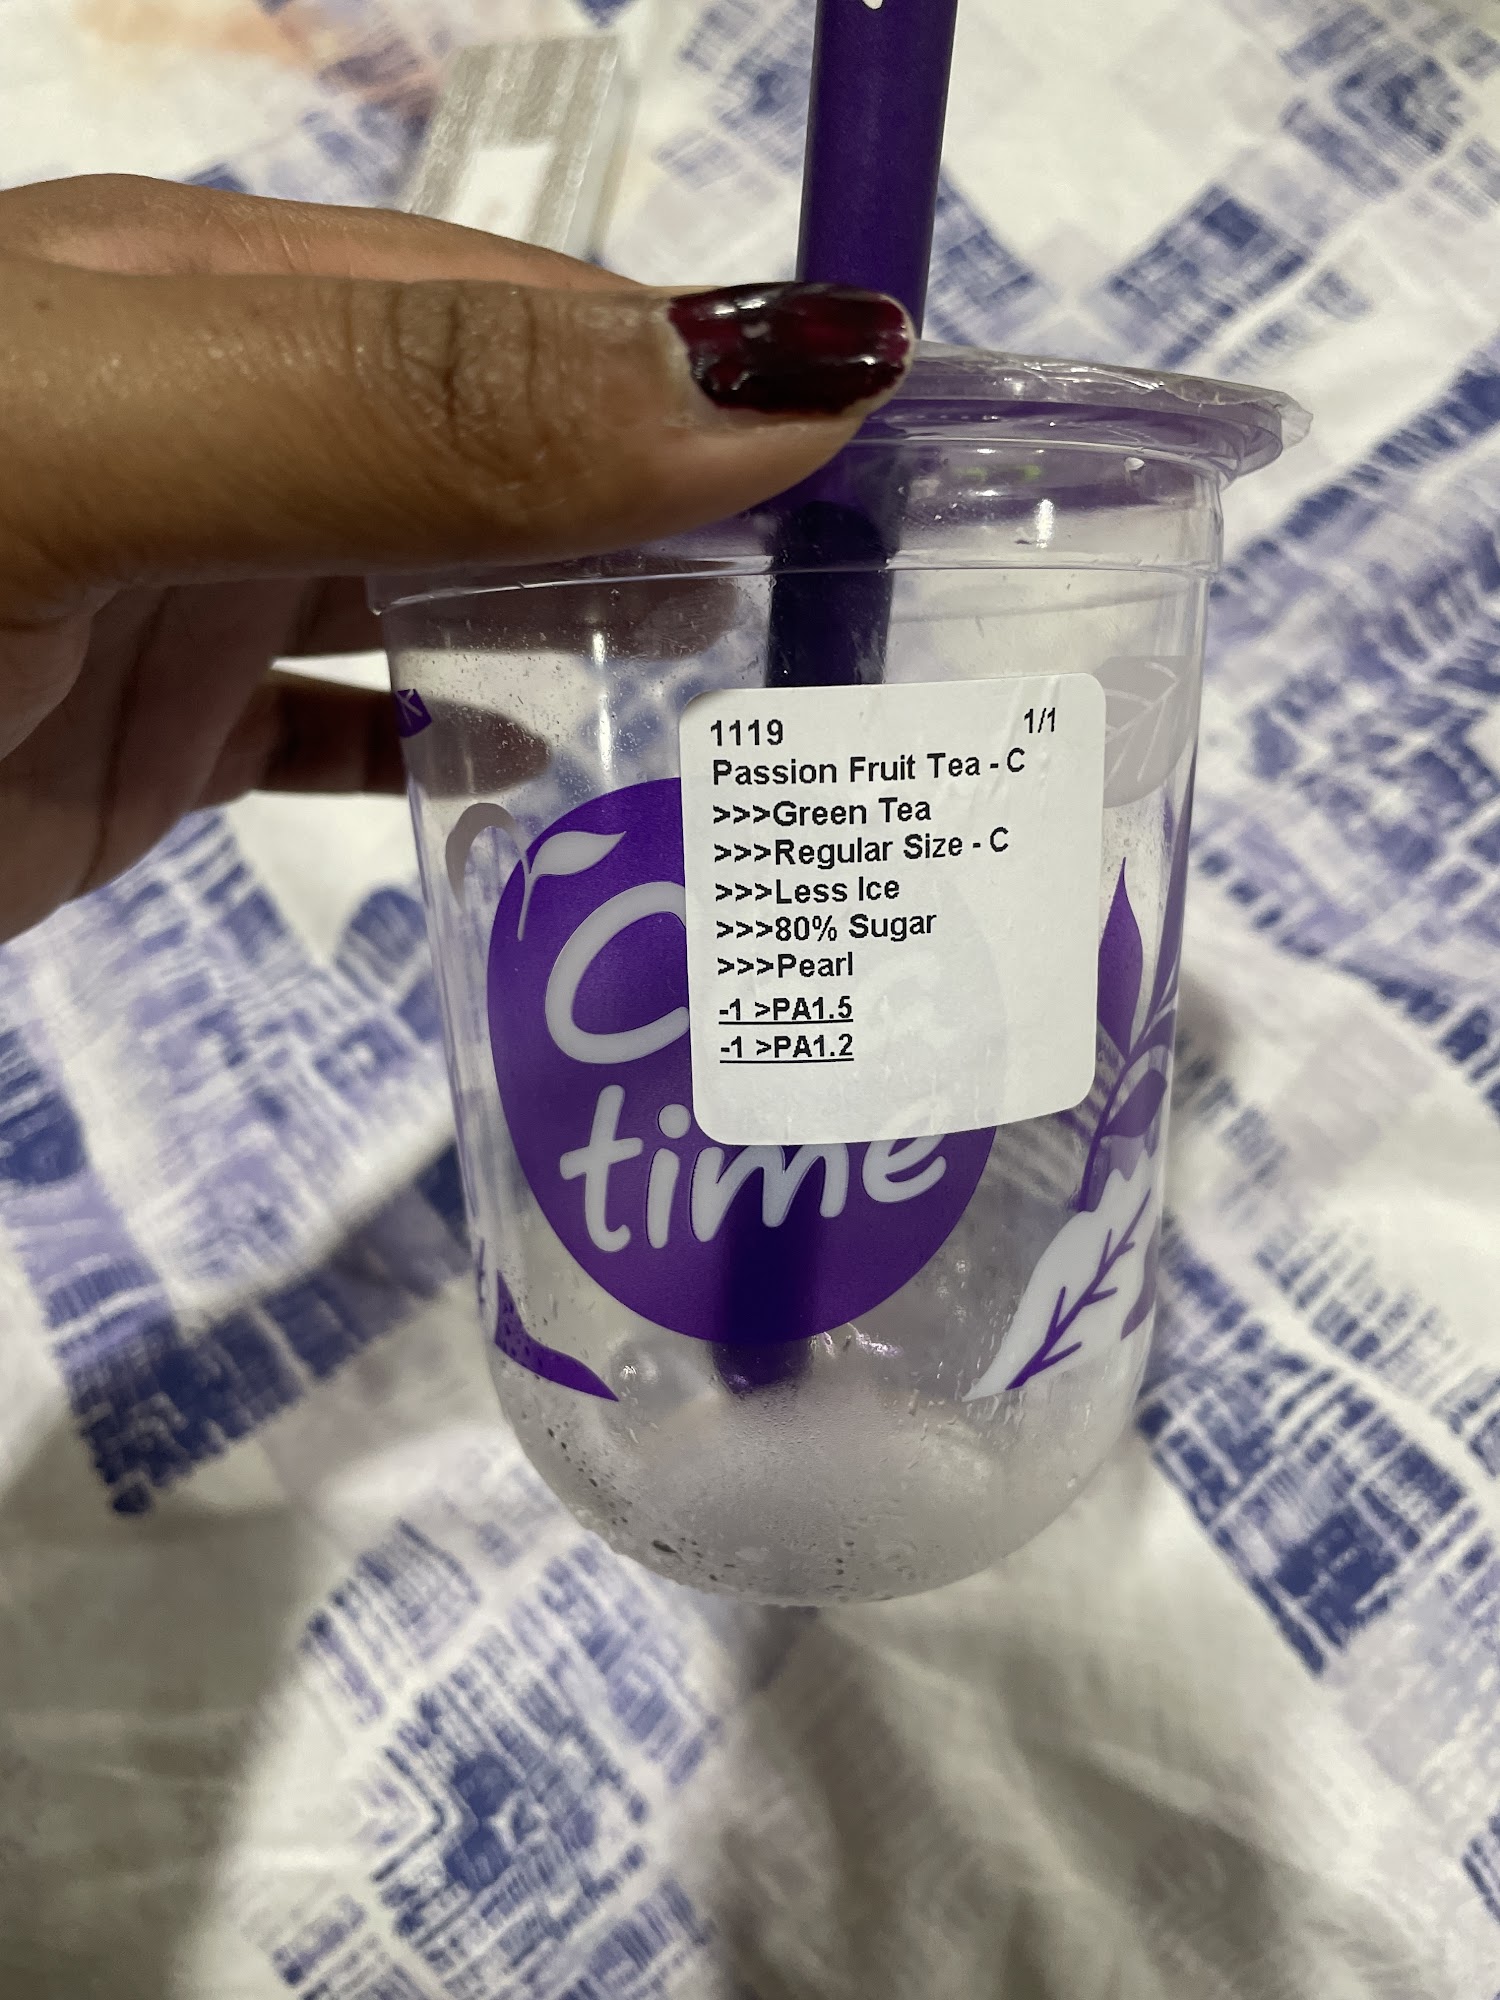 1119 1/1
Passion Fruit Tea - C
>>>Green Tea
>>>Regular Size - C
>>>Less Ice
>>>80% Sugar
>>>Pearl
-1 >PA1.5
-1 >PA1.2
time